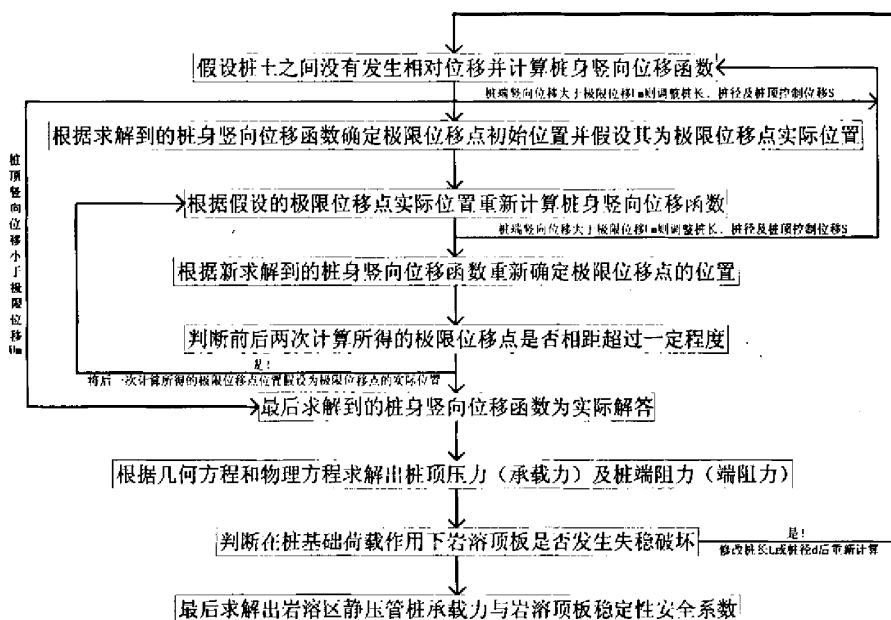 假设桩土之间没有发生相对位移并计算桩身竖向位移函数
桩端竖向位移大于极限位移Um则调整桩长、桩径及桩顶控制位移S
根据求解到的桩身竖向位移函数确定极限位移点初始位置并假设其为极限位移点实际位置
桩顶竖向位移小于极限位移Um
根据假设的极限位移点实际位置重新计算桩身竖向位移函数
桩端竖向位移大于极限位移Um则调整桩长、桩径及桩顶控制位移S
根据新求解到的桩身竖向位移函数重新确定极限位移点的位置
判断前后两次计算所得的极限位移点是否相距超过一定程度
是!
将后一次计算所得的极限位移点位置假设为极限位移点的实际位置
最后求解到的桩身竖向位移函数为实际解答
根据几何方程和物理方程求解出桩顶压力（承载力）及桩端阻力（端阻力）
判断在桩基础荷载作用下岩溶顶板是否发生失稳破坏
是!
修改桩长L或桩径d后重新计算
最后求解出岩溶区静压管桩承载力与岩溶顶板稳定性安全系数